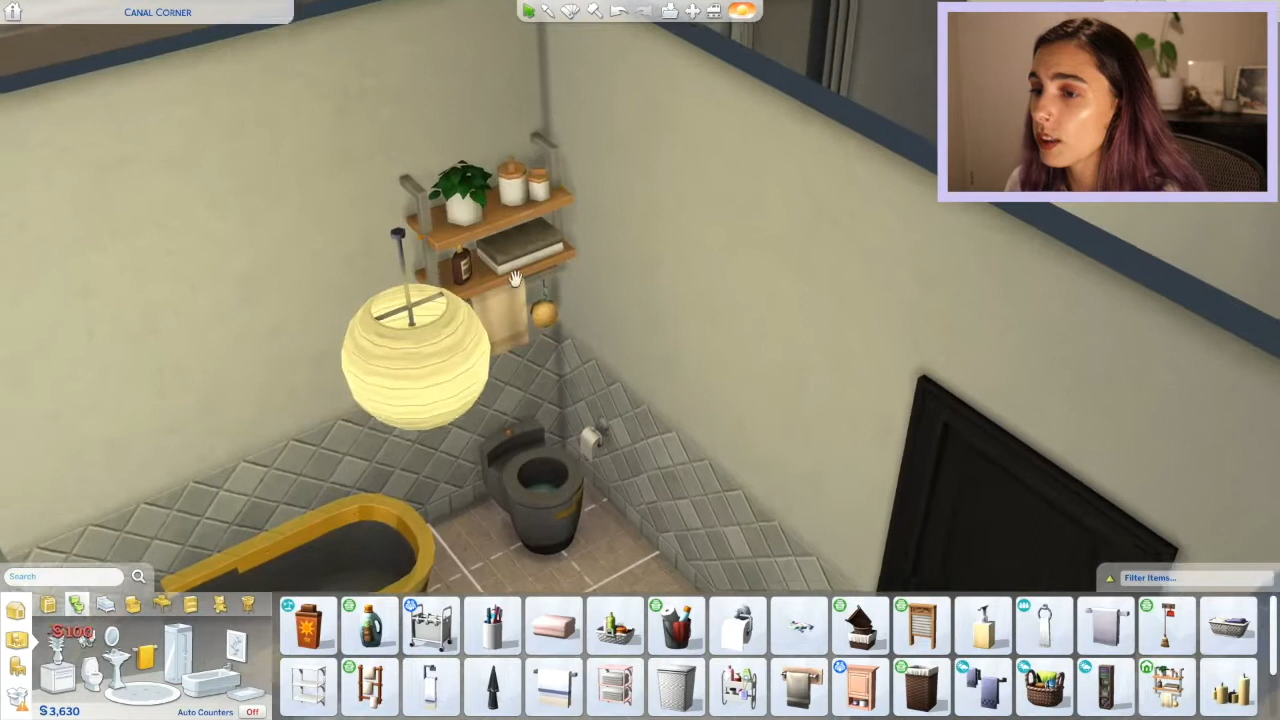 CANAL CORNER
Search
Filter Items...
-$100
$3,630
Auto Counters
Off